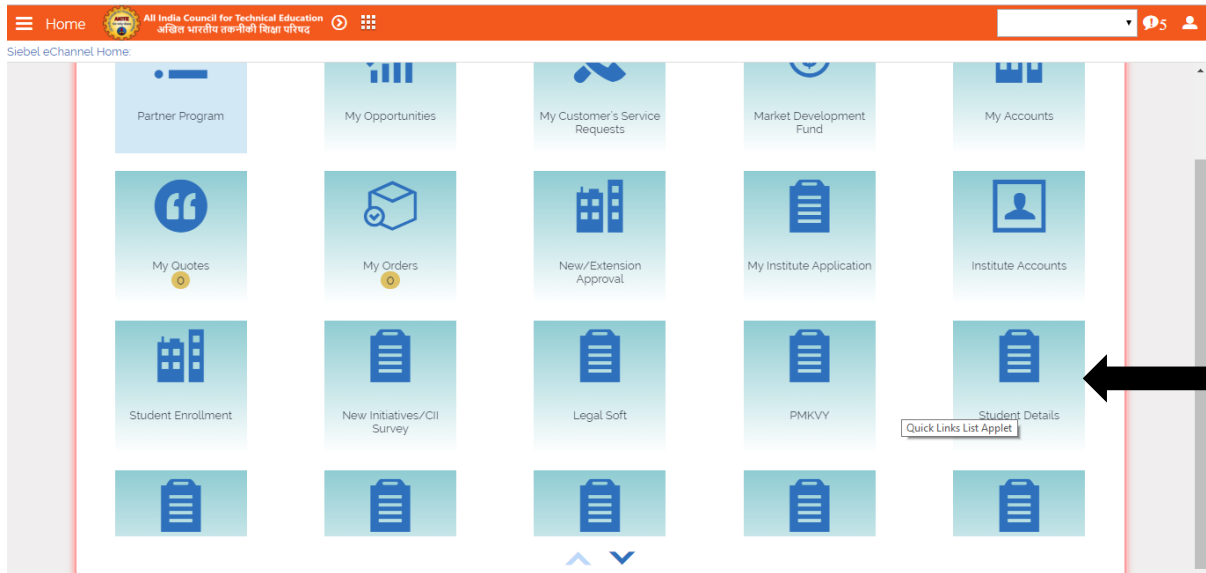 Home
AICTE
All India Council for Technical Education
अखिल भारतीय तकनीकी शिक्षा परिषद
5
Siebel eChannel Home:
Partner Program
My Opportunities
My Customer's Service
Requests
Market Development
Fund
My Accounts
My Quotes
0
My Orders
0
New/Extension
Approval
My Institute Application
Institute Accounts
Student Enrollment
New Initiatives/CII
Survey
Legal Soft
PMKVY
Student Details
Quick Links List Applet